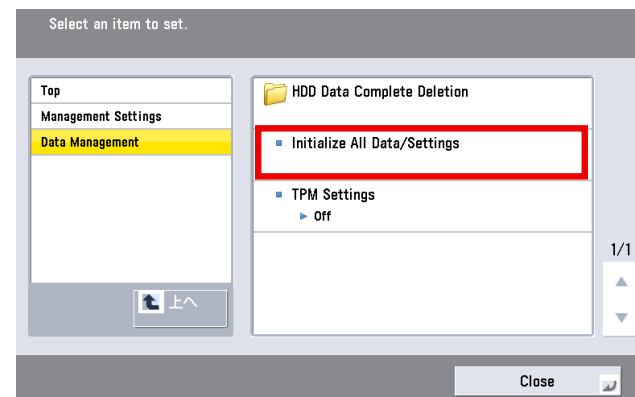 Select an item to set.
Top
Management Settings
Data Management
上へ
HDD Data Complete Deletion
Initialize All Data/Settings
TPM Settings
Off
1/1
Close